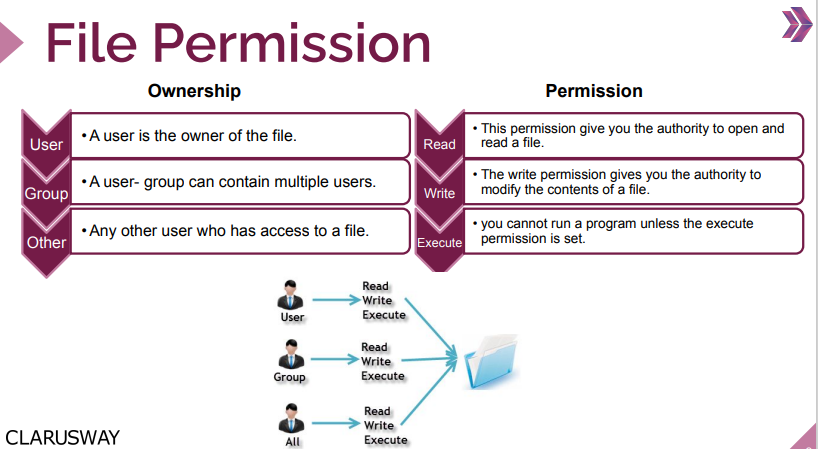 File Permission
Ownership
User
• A user is the owner of the file.
Group
• A user- group can contain multiple users.
Other
• Any other user who has access to a file.
Permission
Read
• This permission give you the authority to open and
read a file.
Write
• The write permission gives you the authority to
modify the contents of a file.
Execute
• you cannot run a program unless the execute
permission is set.
User
Read
Write
Execute
Group
Read
Write
Execute
All
Read
Write
Execute
CLARUSWAY